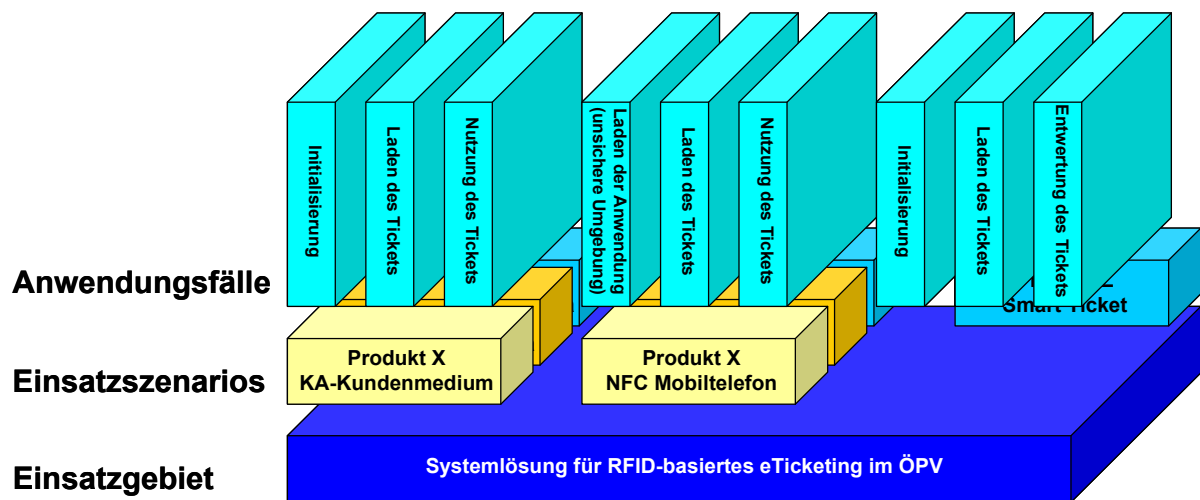 Initialisierung
Laden des Tickets
Nutzung des Tickets
Laden der Anwendung
(unsichere Umgebung)
Laden des Tickets
Nutzung des Tickets
Initialisierung
Laden des Tickets
Entwertung des Tickets
Anwendungsfälle
Smart Ticket
Produkt X
KA-Kundenmedium
Produkt X
NFC Mobiltelefon
Einsatzszenarios
Systemlösung für RFID-basiertes eTicketing im ÖPV
Einsatzgebiet